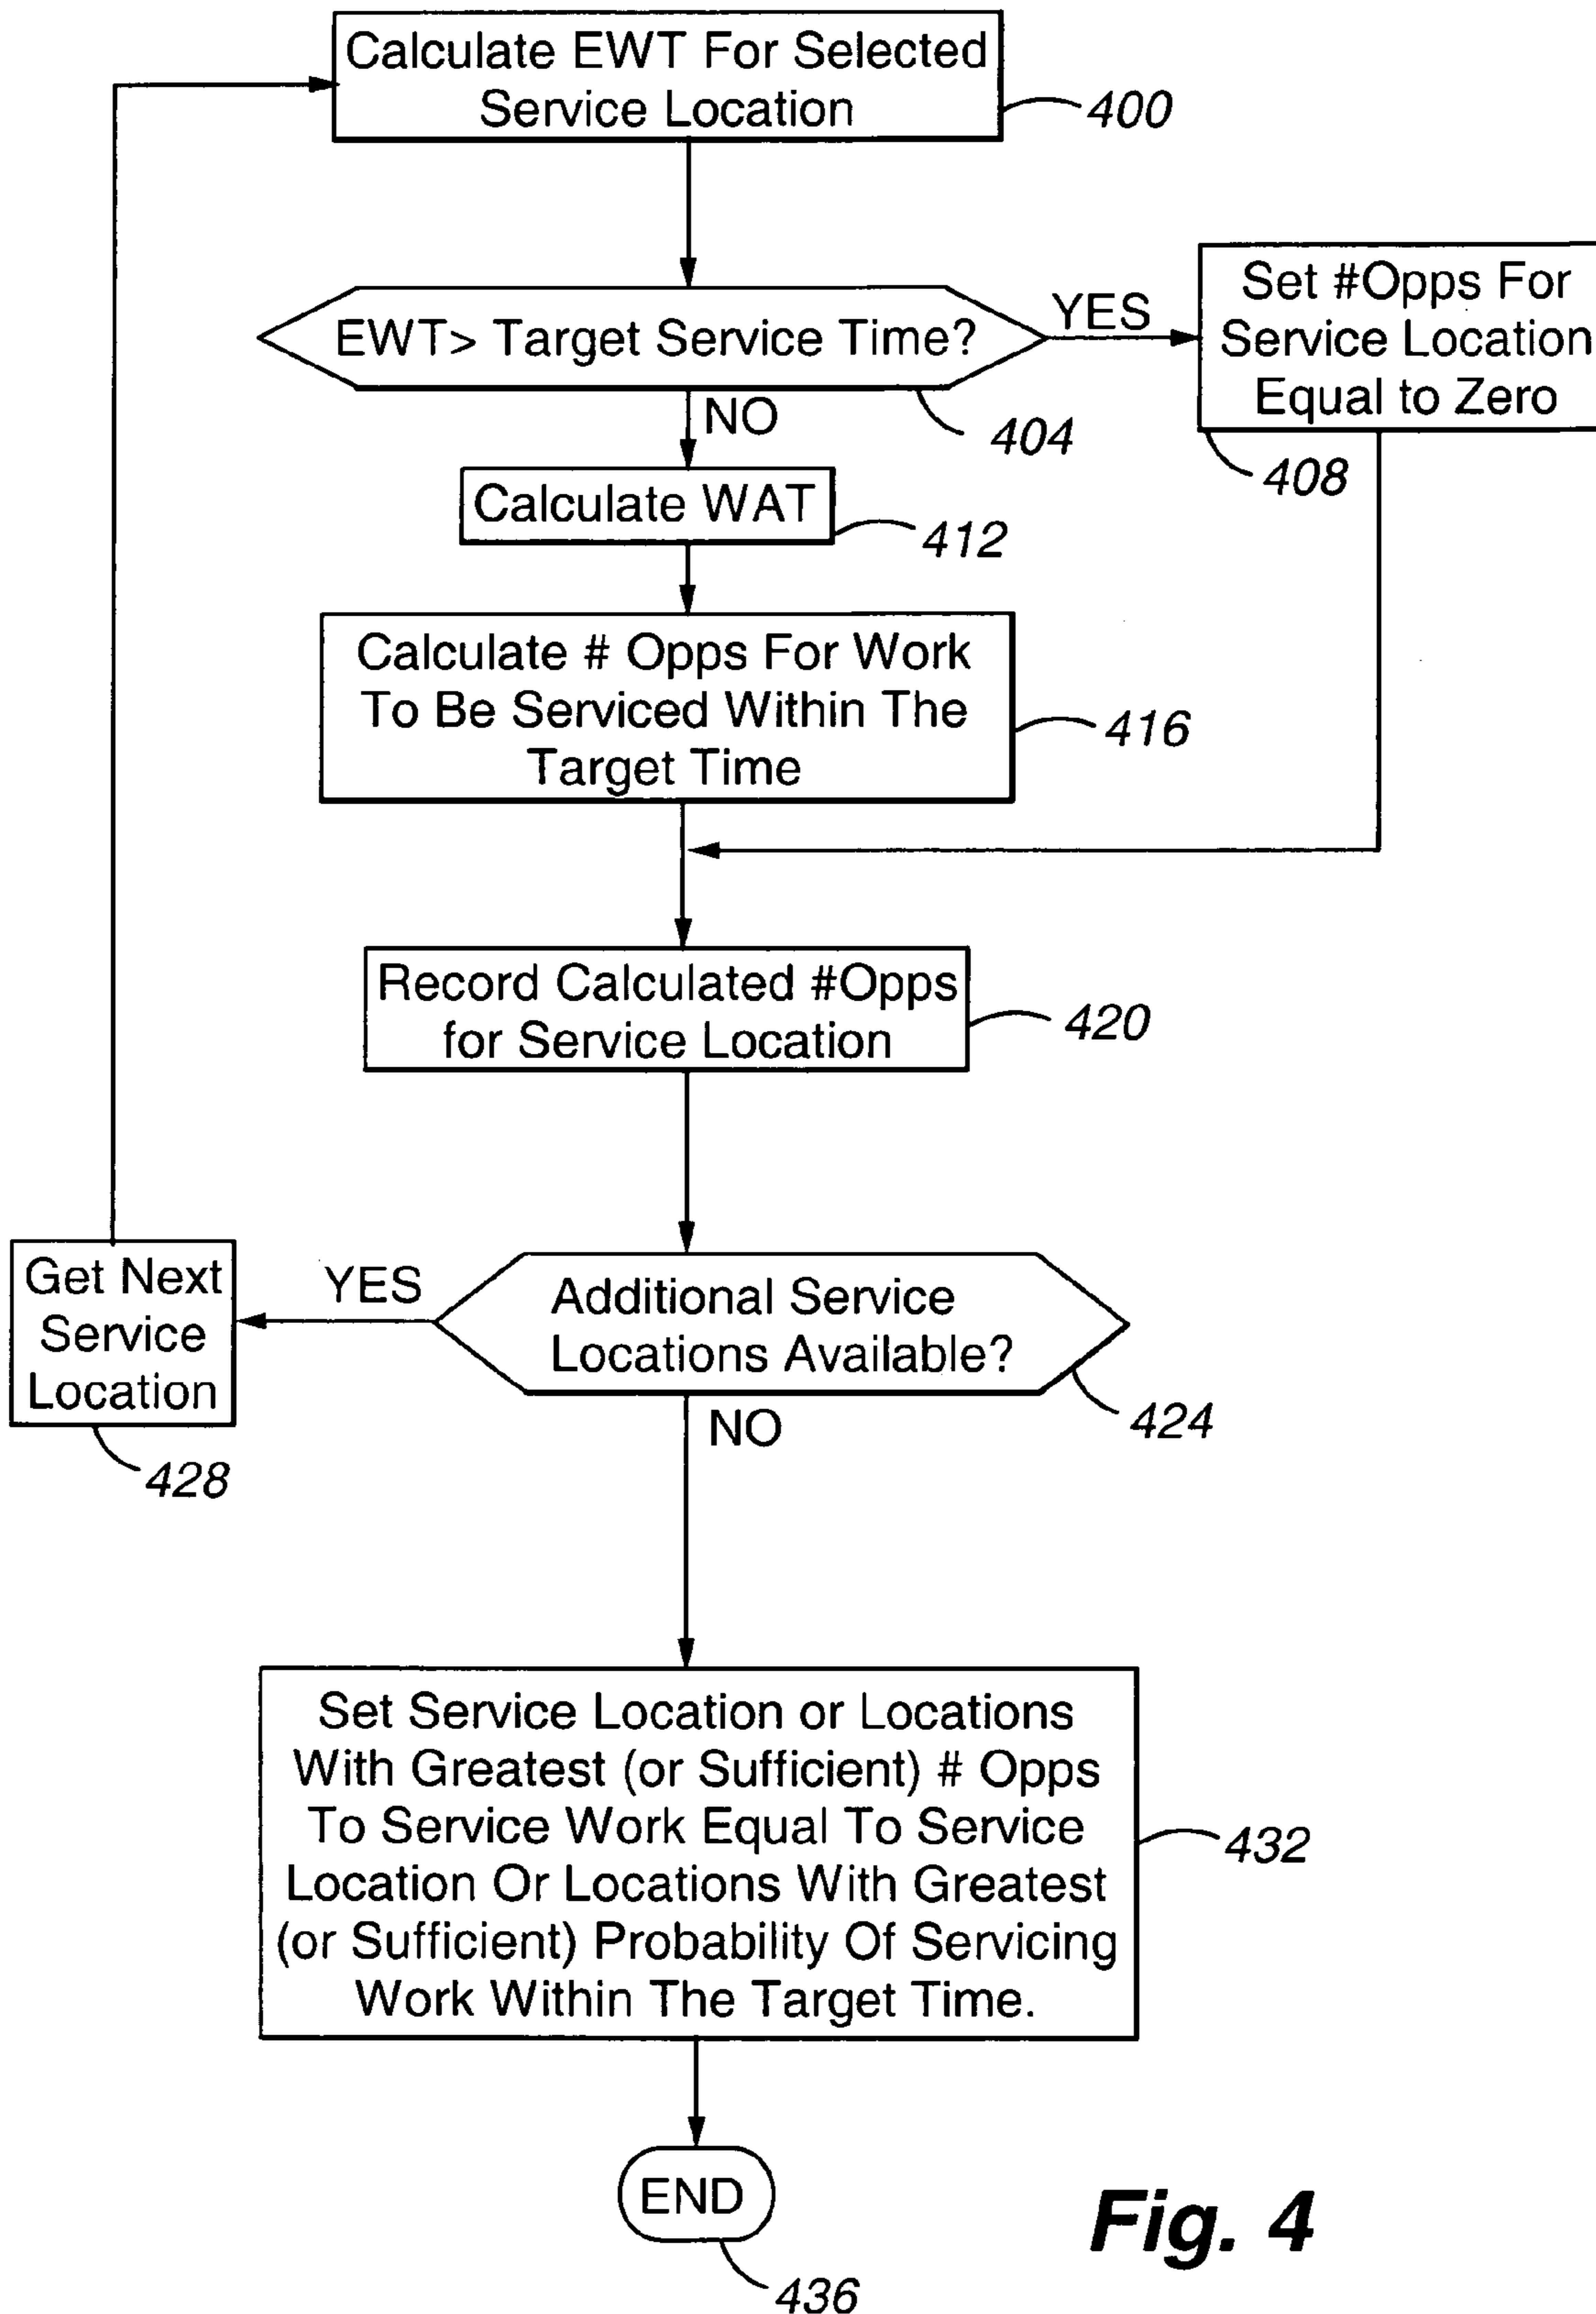 Calculate EWT For Selected
Service Location
400
EWT> Target Service Time?
YES
NO
404
Set #Opps For
Service Location
Equal to Zero
408
Calculate WAT
412
Calculate # Opps For Work
To Be Serviced Within The
Target Time
416
Record Calculated #Opps
for Service Location
420
Additional Service
Locations Available?
YES
NO
424
Get Next
Service
Location
428
Set Service Location or Locations
With Greatest (or Sufficient) # Opps
To Service Work Equal To Service
Location Or Locations With Greatest
(or Sufficient) Probability Of Servicing
Work Within The Target Time.
432
END
436
Fig. 4